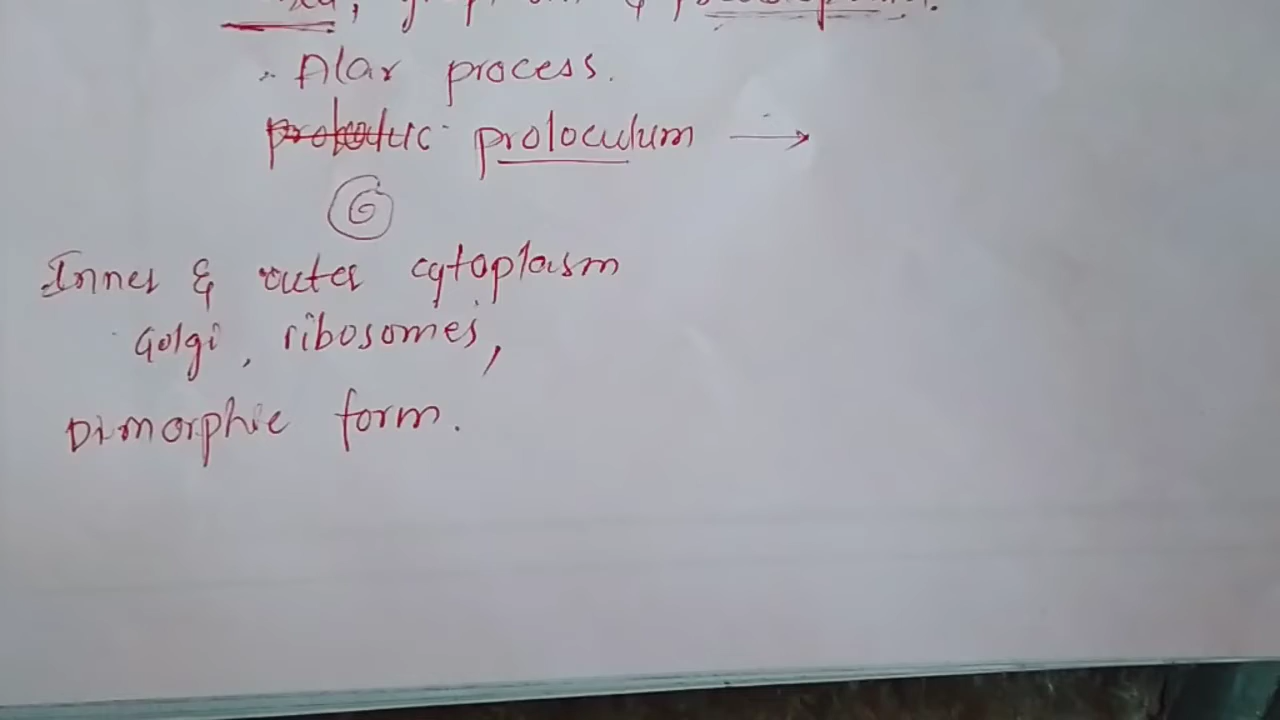 Alar process.
proloculum →
Inner & outer cytoplasm
Golgi, ribosomes,
Dimorphic form.